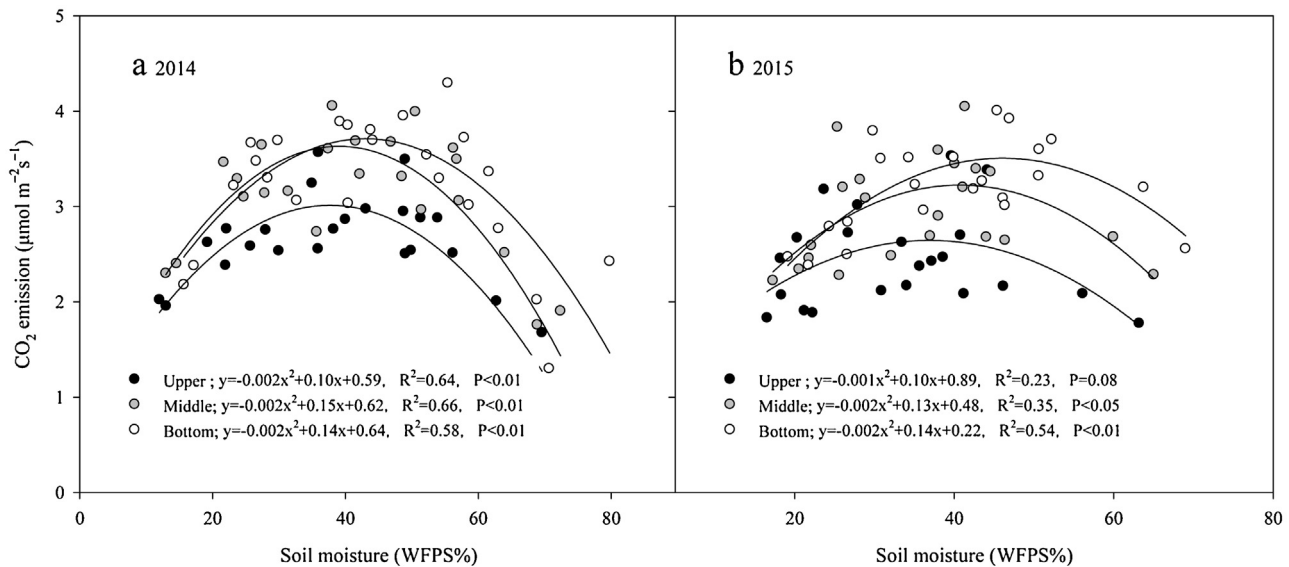 a 2014
b 2015
CO₂ emission (μmol m⁻²s⁻¹)
5
4
3
2
1
0
Upper ; y=-0.002x²+0.10x+0.59, R²=0.64, P<0.01
Middle; y=-0.002x²+0.15x+0.62, R²=0.66, P<0.01
Bottom; y=-0.002x²+0.14x+0.64, R²=0.58, P<0.01
Upper ; y=-0.001x²+0.10x+0.89, R²=0.23, P=0.08
Middle; y=-0.002x²+0.13x+0.48, R²=0.35, P<0.05
Bottom; y=-0.002x²+0.14x+0.22, R²=0.54, P<0.01
0 20 40 60 80
20 40 60 80
Soil moisture (WFPS%)
Soil moisture (WFPS%)